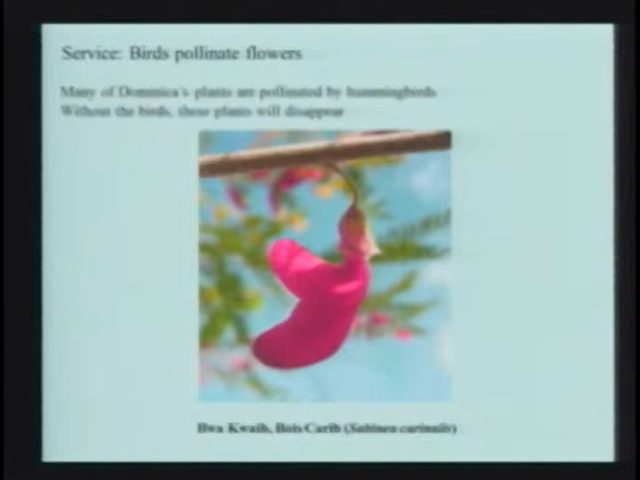 Service: Birds pollinate flowers
Many of Dominica's plants are pollinated by hummingbirds
Without the birds, these plants will disappear
Bwa Kwaib, Bois Carib (Sabinea carinalis)